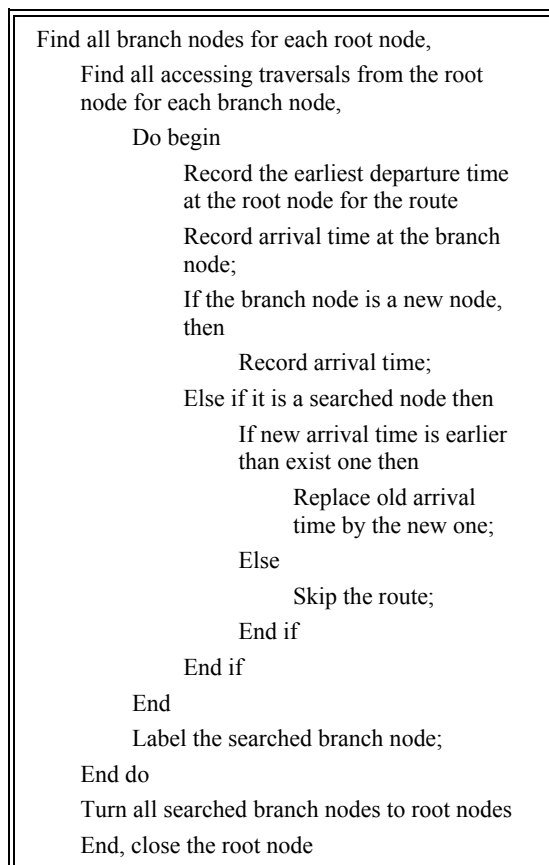 Find all branch nodes for each root node,
Find all accessing traversals from the root
node for each branch node,
Do begin
Record the earliest departure time
at the root node for the route
Record arrival time at the branch
node;
If the branch node is a new node,
then
Record arrival time;
Else if it is a searched node then
If new arrival time is earlier
than exist one then
Replace old arrival
time by the new one;
Else
Skip the route;
End if
End if
End
Label the searched branch node;
End do
Turn all searched branch nodes to root nodes
End, close the root node